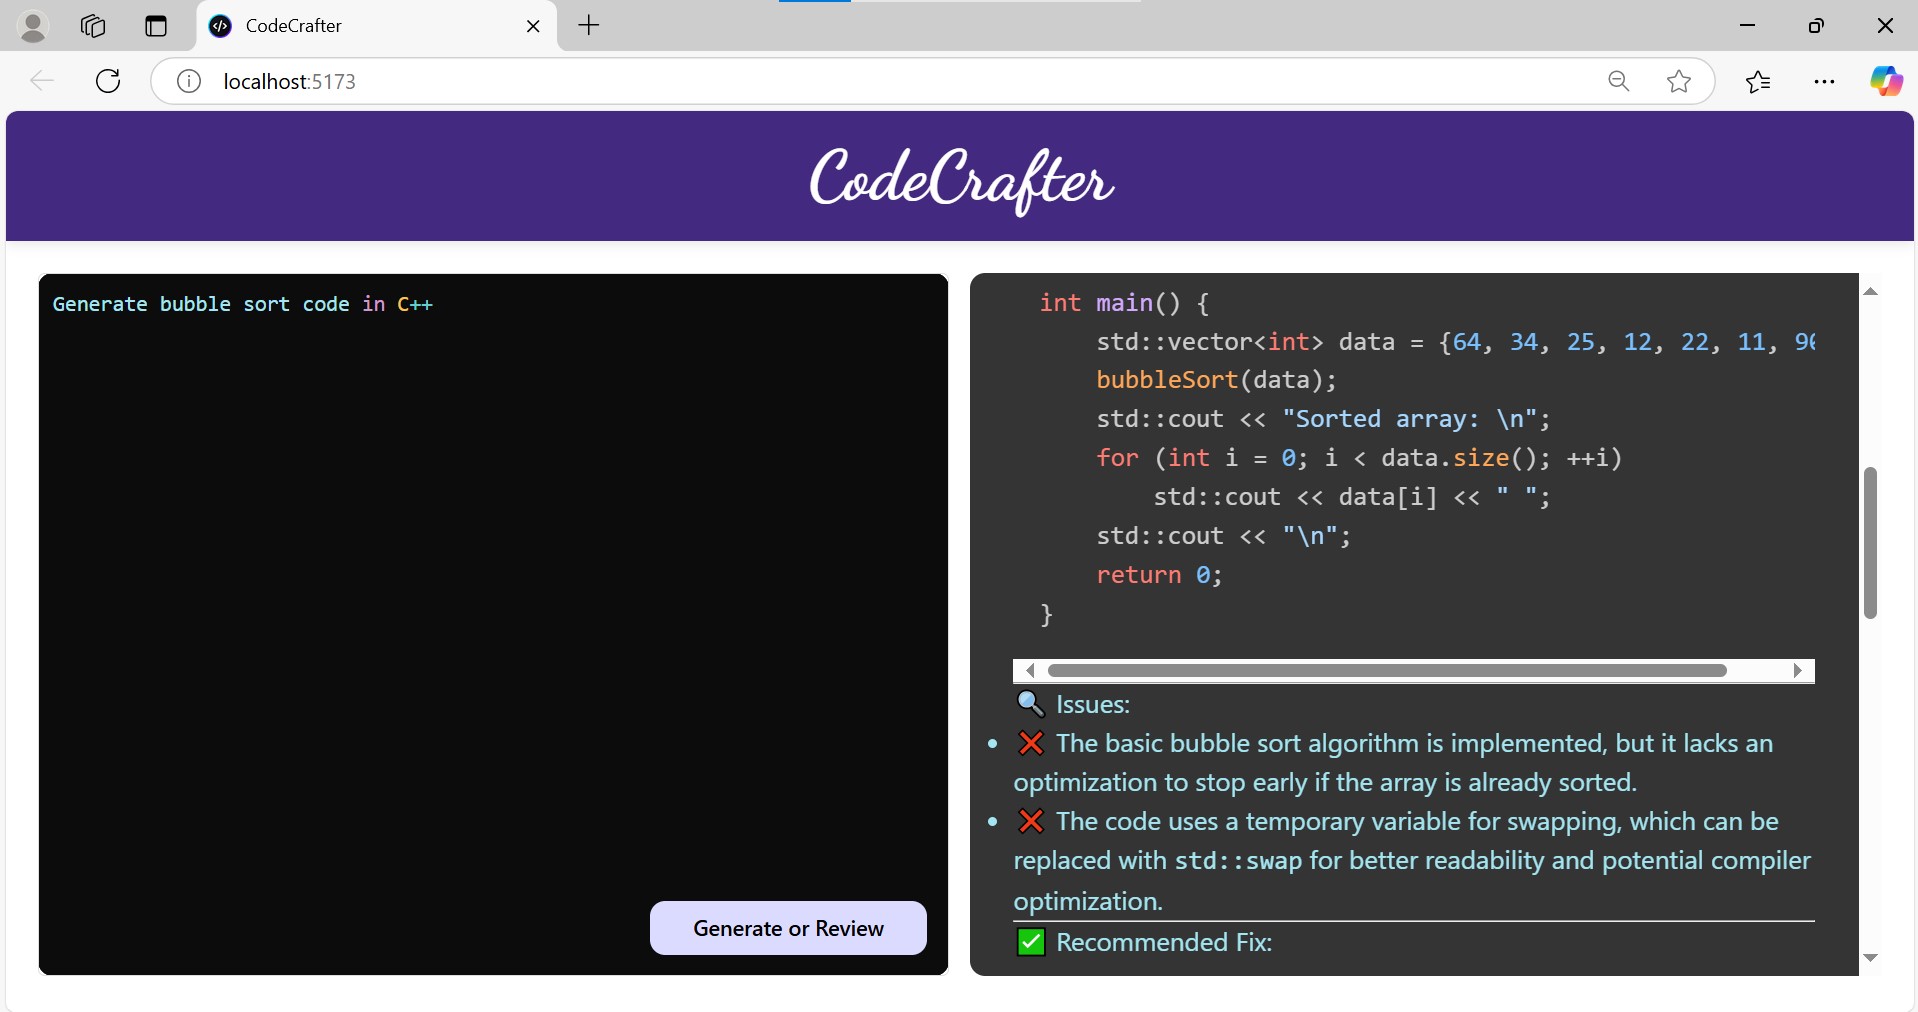 CodeCrafter
localhost:5173
CodeCrafter
Generate bubble sort code in C++
Generate or Review
int main() {
std::vector<int> data = {64, 34, 25, 12, 22, 11, 
bubbleSort(data);
std::cout << "Sorted array: \n";
for (int i = 0; i < data.size(); ++i)
std::cout << data[i] << " ";
std::cout << "\n";
return 0;
}
🔍 Issues:
• ❌ The basic bubble sort algorithm is implemented, but it lacks an
optimization to stop early if the array is already sorted.
• ❌ The code uses a temporary variable for swapping, which can be
replaced with std::swap for better readability and potential compiler
optimization.
✅ Recommended Fix: